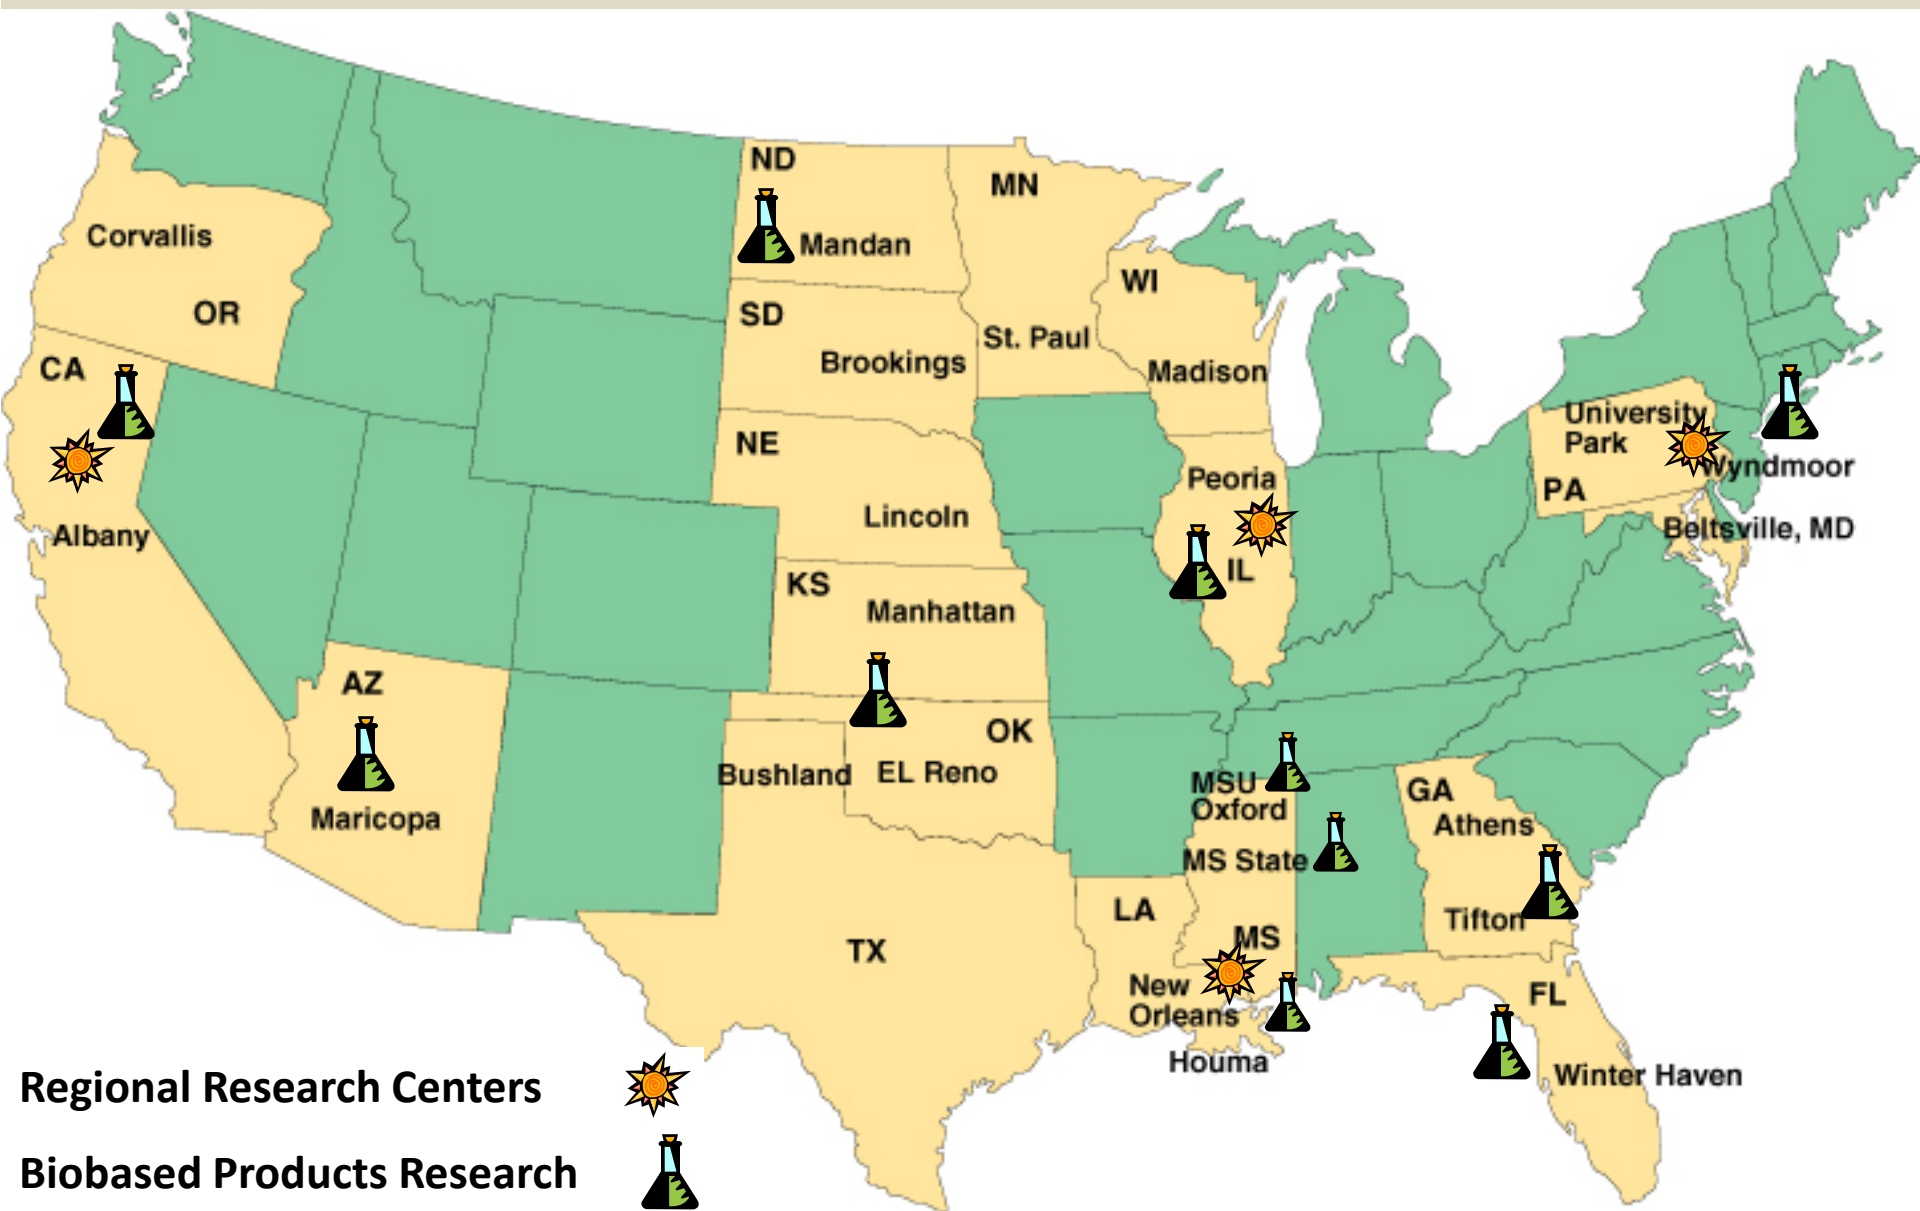 ND
MN
Corvallis
Mandan
WI
OR
SD
St. Paul
Brookings
CA
Madison
University
Park
NE
Wyndmoor
Peoria
PA
Lincoln
Albany
Beltsville, MD
IL
KS
Manhattan
AZ
OK
Bushland
EL Reno
MSU
Oxford
GA
Maricopa
Athens
MS State
LA
Tifton
MS
TX
New
Orleans
FL
Houma
Winter Haven
Regional Research Centers
Biobased Products Research